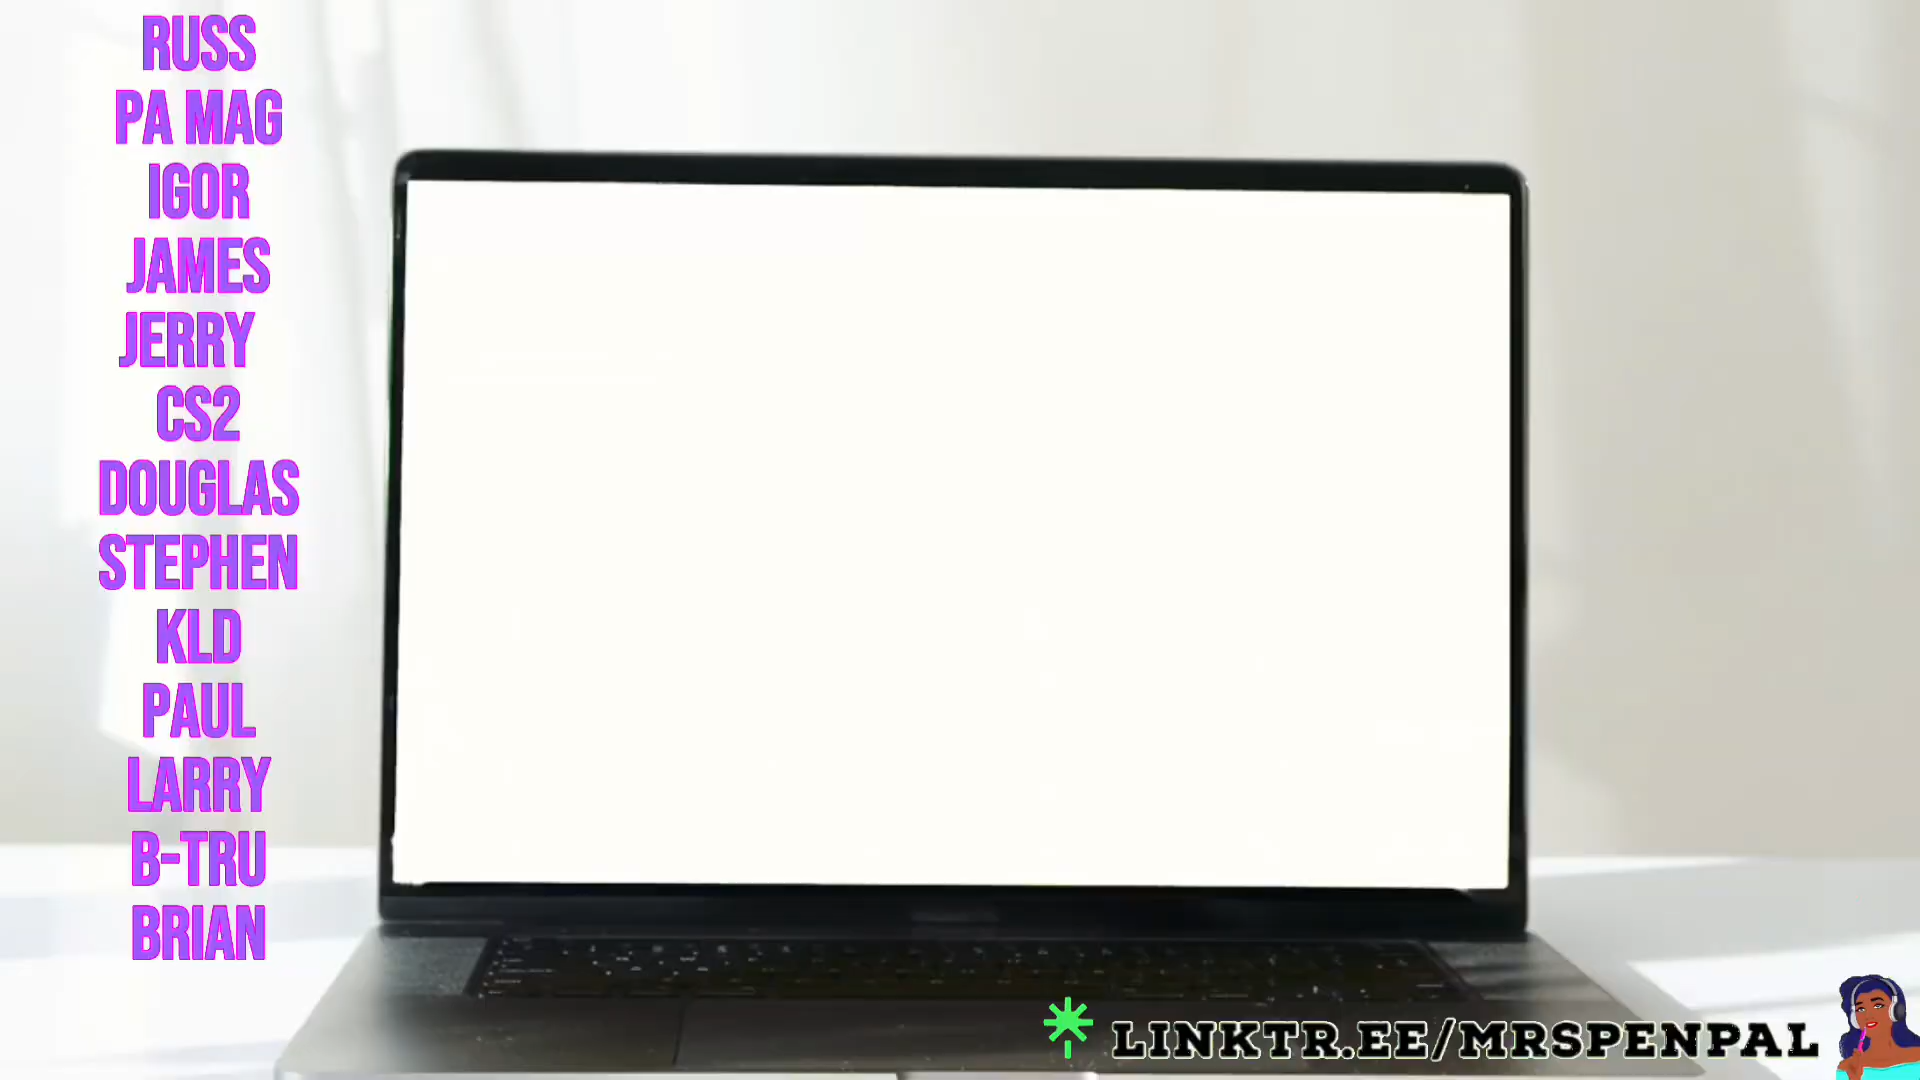 RUSS
PA MAG
IGOR
JAMES
JERRY
CS2
DOUGLAS
STEPHEN
KLD
PAUL
LARRY
B-TRU
BRIAN
LINKTR.EE/MRSPENPAL